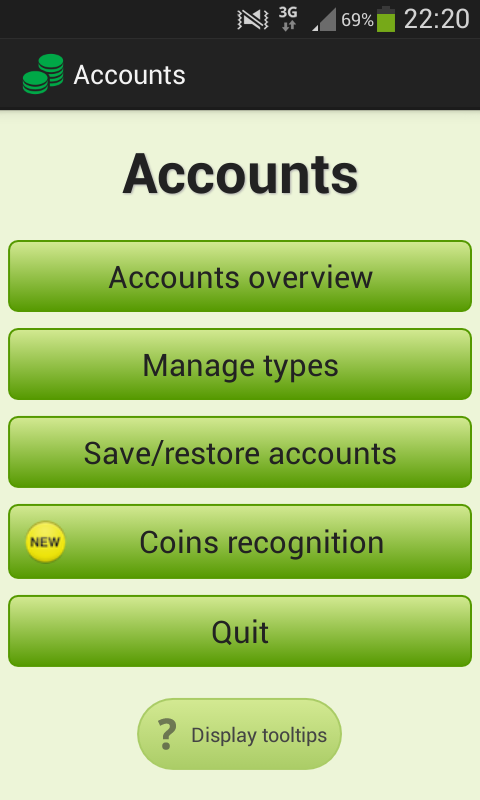 3G 69% 22:20
Accounts
Accounts
Accounts overview
Manage types
Save/restore accounts
NEW Coins recognition
Quit
? Display tooltips